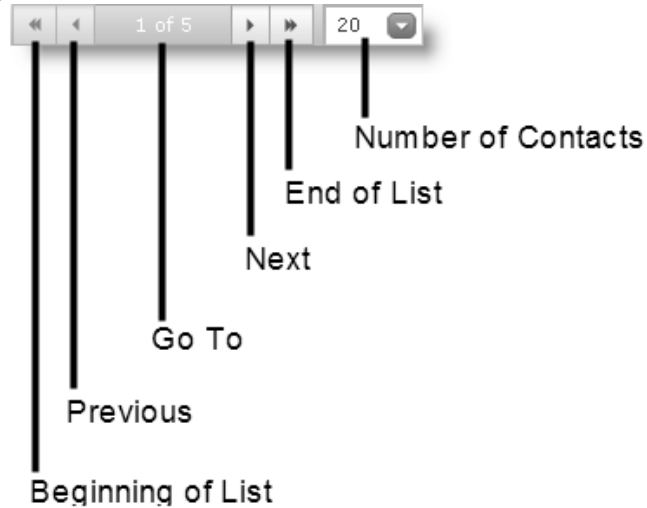 1 of 5
20
Number of Contacts
End of List
Next
Go To
Previous
Beginning of List